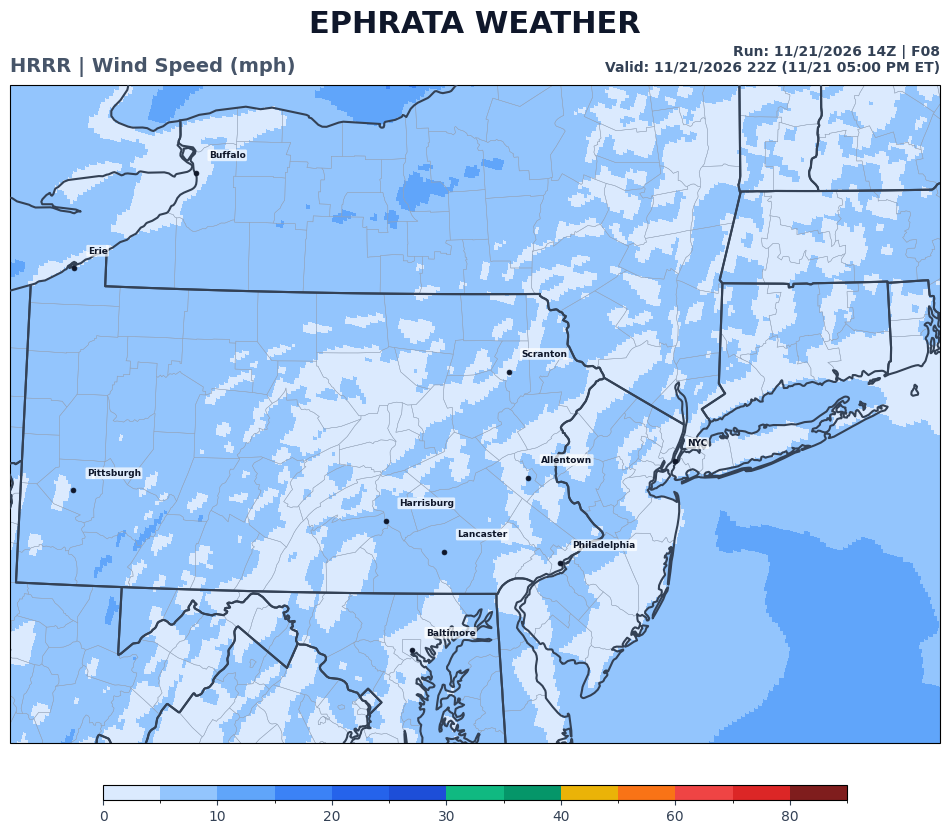 EPHRATA WEATHER
HRRR | Wind Speed (mph)
Run: 11/21/2026 14Z | F08
Valid: 11/21/2026 22Z (11/21 05:00 PM ET)
Buffalo
Erie
Scranton
NYC
Allentown
Pittsburgh
Harrisburg
Lancaster
Philadelphia
Baltimore
0 10 20 30 40 50 60 70 80